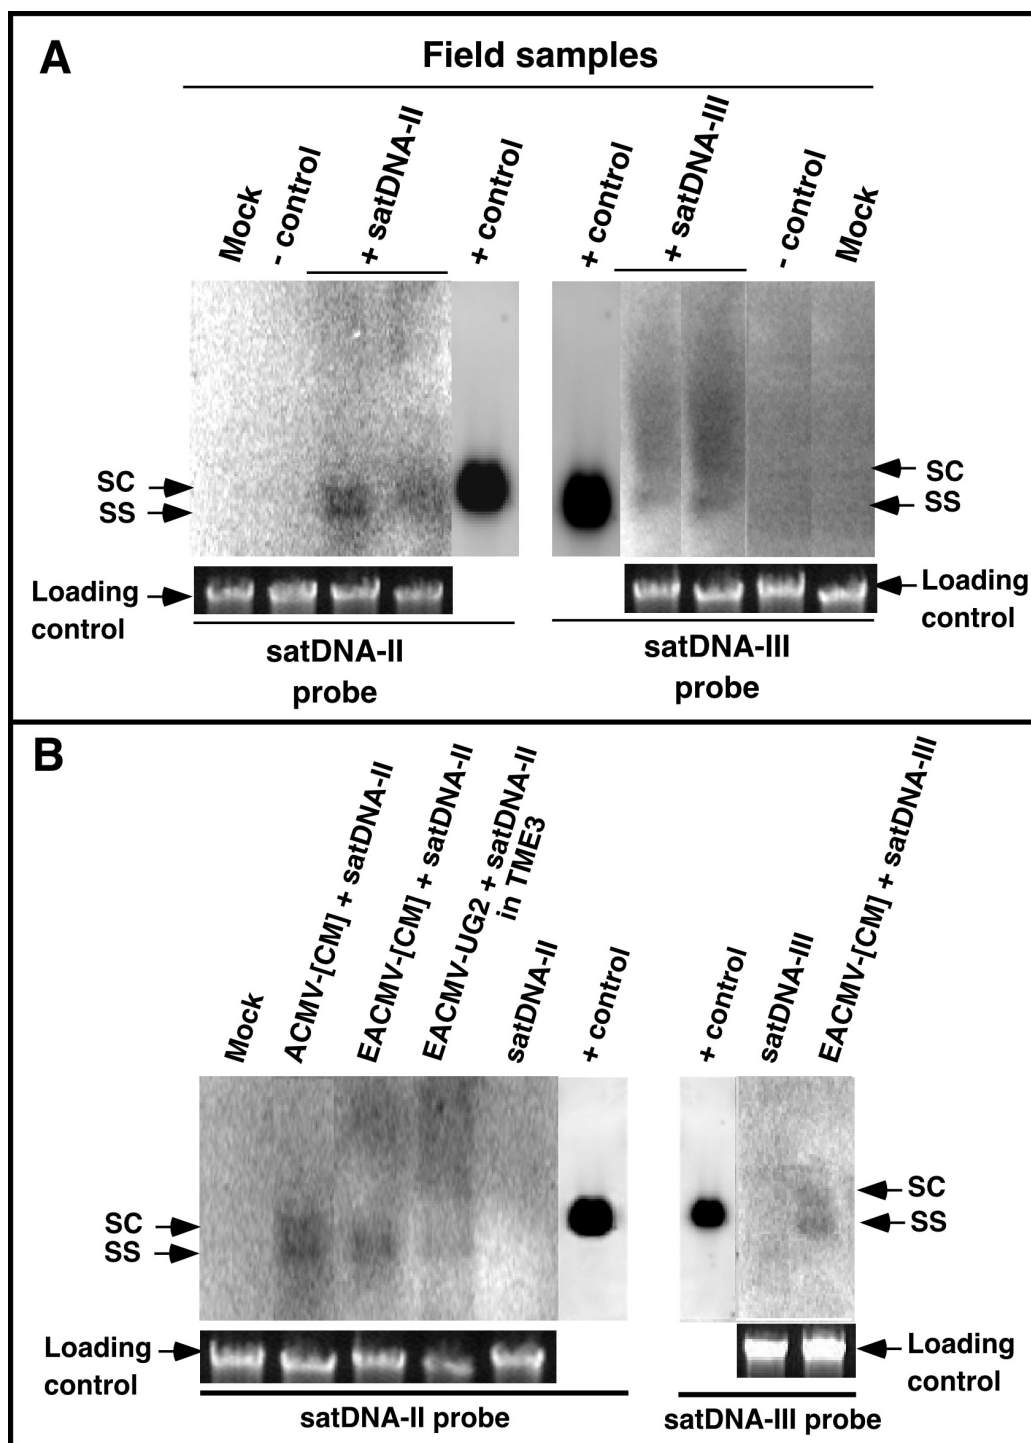 A
Field samples
Mock
- control
+ satDNA-II
+ control
+ control
+ satDNA-III
- control
Mock
SC
SS
SC
SS
Loading
control
Loading
control
satDNA-II
probe
satDNA-III
probe
B
Mock
ACMV-[CM] + satDNA-II
EACMV-[CM] + satDNA-II
EACMV-UG2 + satDNA-II
in TME3
satDNA-II
+ control
+ control
satDNA-III
EACMV-[CM] + satDNA-III
SC
SS
SC
SS
Loading
control
Loading
control
satDNA-II probe
satDNA-III probe